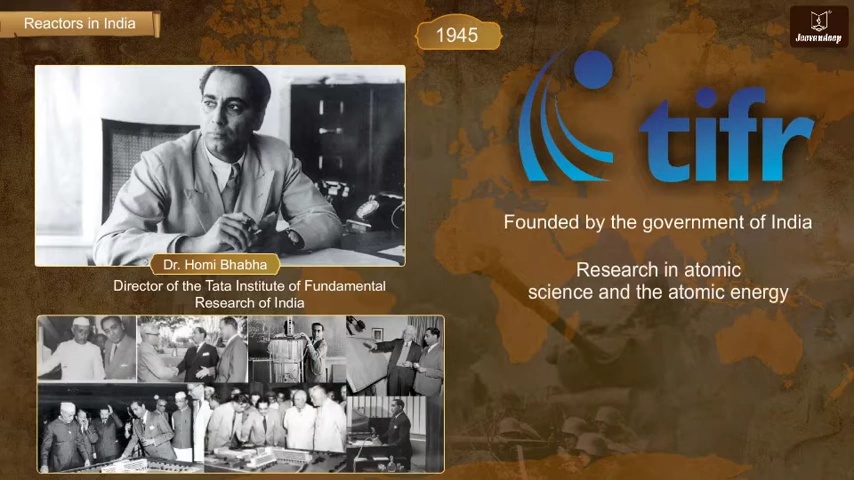 Reactors in India
1945
Jeevandeep
tifr
Founded by the government of India
Research in atomic
science and the atomic energy
Dr. Homi Bhabha
Director of the Tata Institute of Fundamental
Research of India